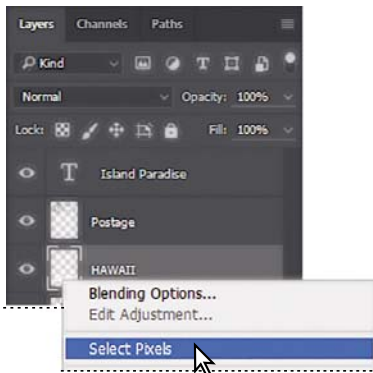 Layers Channels Paths
Kind
Normal Opacity: 100%
Lock: Fill: 100%
T Island Paradise
Postage
HAWAII
Blending Options...
Edit Adjustment...
Select Pixels